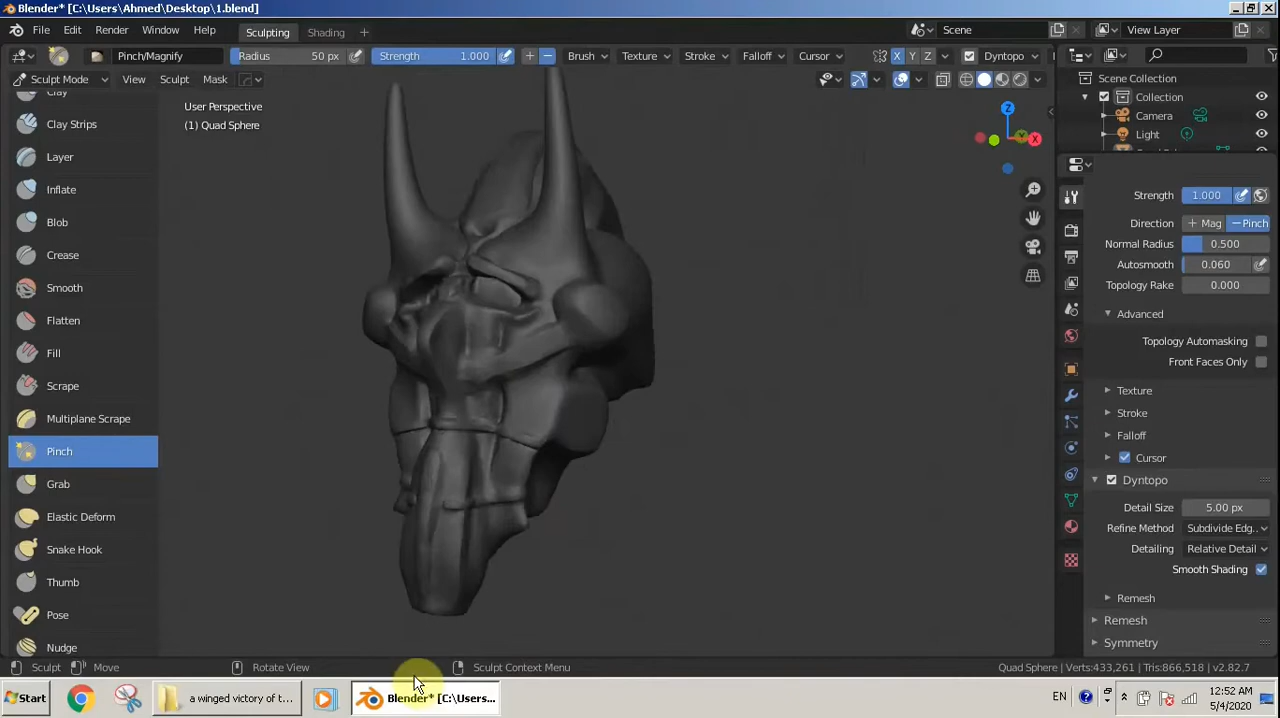 Blender* [C:\Users\Ahmed\Desktop\1.blend]
File Edit Render Window Help Sculpting Shading Scene View Layer
Pinch/Magnify Radius 50 px Strength 1.000 Brush Texture Stroke Falloff Cursor X Y Z Dyntopo
Sculpt Mode View Sculpt Mask
Scene Collection
Collection
Camera
Light
User Perspective
(1) Quad Sphere
Z
X
Clay
Clay Strips
Layer
Inflate
Blob
Crease
Smooth
Flatten
Fill
Scrape
Multiplane Scrape
Pinch
Grab
Elastic Deform
Snake Hook
Thumb
Pose
Nudge
Strength 1.000
Direction + Mag − Pinch
Normal Radius 0.500
Autosmooth 0.060
Topology Rake 0.000
Advanced
Topology Automasking
Front Faces Only
Texture
Stroke
Falloff
Cursor
Dyntopo
Detail Size 5.00 px
Refine Method Subdivide Edg..
Detailing Relative Detail
Smooth Shading
Remesh
Remesh
Symmetry
Sculpt Move Rotate View Sculpt Context Menu Quad Sphere | Verts:433,261 | Tris:866,518 | v2.82.7
Start a winged victory of t... Blender* [C:\Users... EN 12:52 AM
5/4/2020